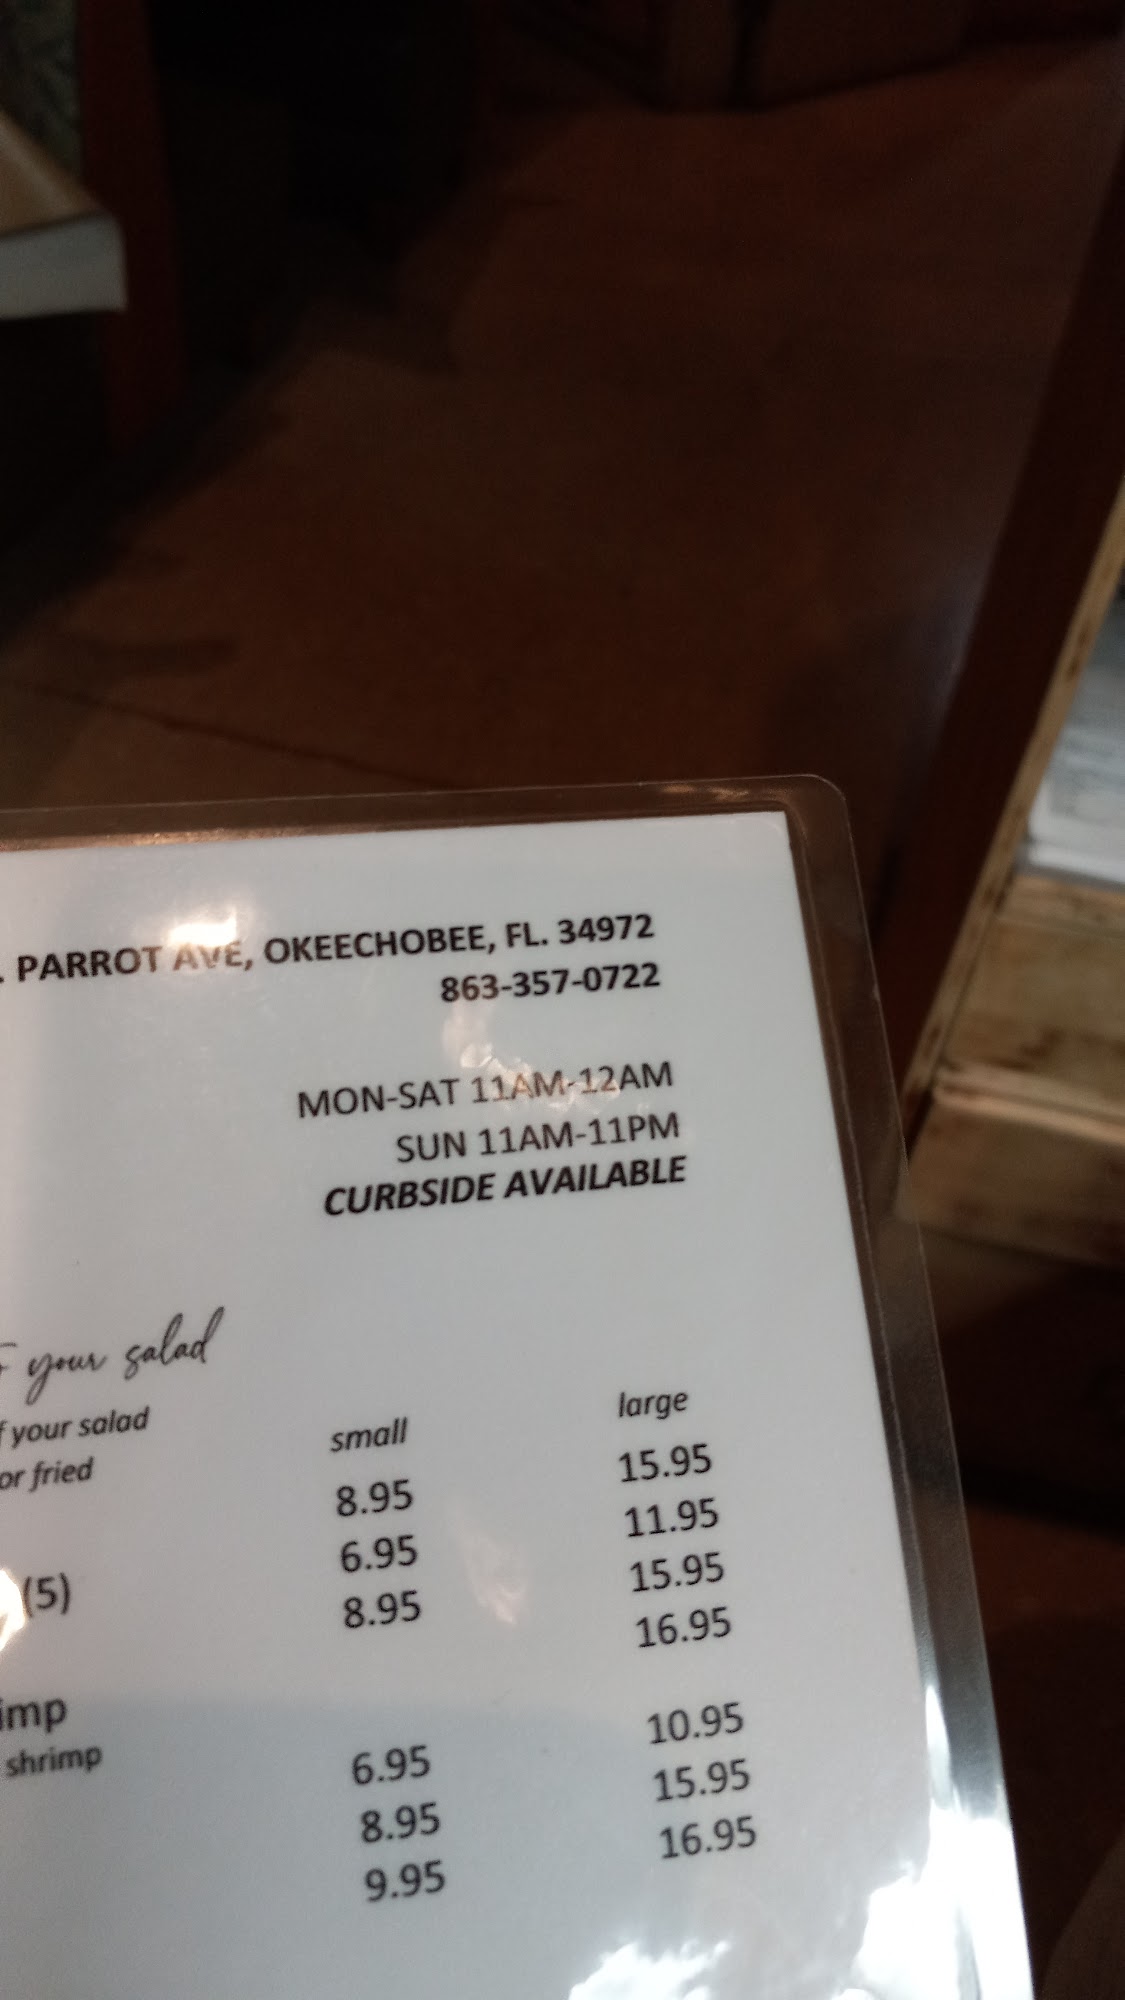 . PARROT AVE, OKEECHOBEE, FL. 34972
863-357-0722
MON-SAT 11AM-12AM
SUN 11AM-11PM
CURBSIDE AVAILABLE
your salad
f your salad small large
or fried 8.95 15.95
6.95 11.95
(5) 8.95 15.95
16.95
imp 10.95
shrimp 6.95 15.95
8.95 16.95
9.95